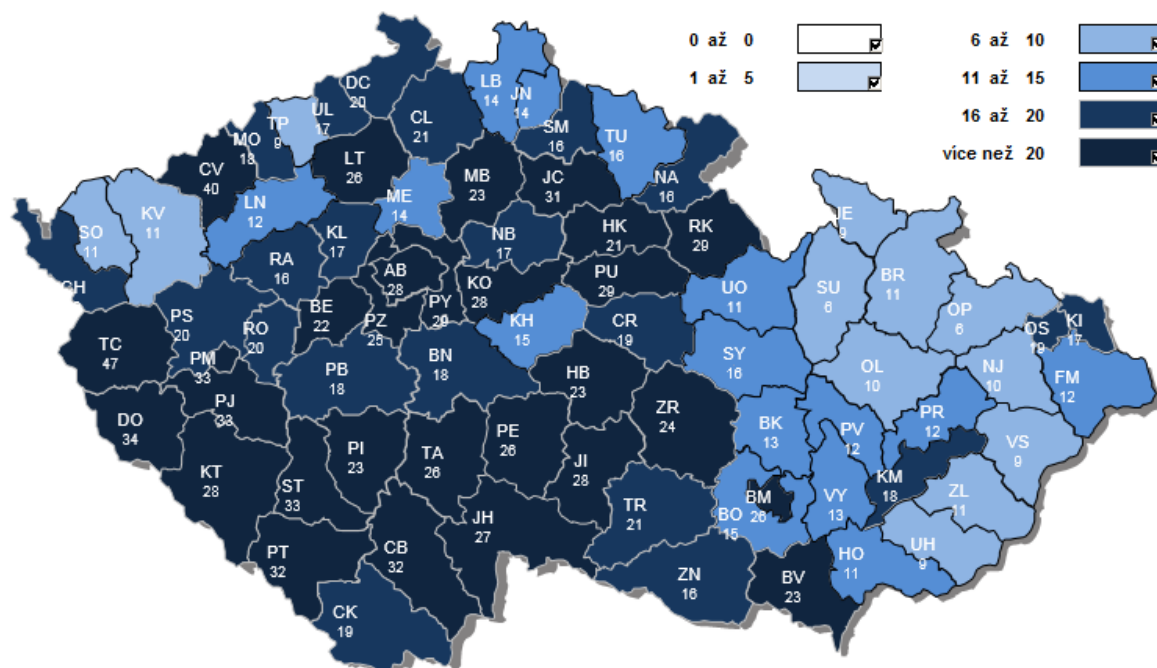 0 až 0
6 až 10
1 až 5
11 až 15
16 až 20
více než 20
DC
20
LB
14
JN
14
UL
17
TP
9
CL
21
SM
16
TU
16
MO
18
CV
40
LT
26
MB
23
JC
31
NA
16
ME
14
LN
12
SO
11
KV
11
KL
17
NB
17
HK
21
RK
29
JE
9
RA
16
AB
28
KO
28
PU
29
UO
11
SU
6
BR
11
OP
6
CH
PS
20
RO
20
BE
22
PZ
25
PY
29
KH
15
CR
19
OS
19
KI
17
TC
47
PM
33
PB
18
BN
18
SY
16
OL
10
NJ
10
FM
12
HB
23
DO
34
PJ
33
ZR
24
BK
13
PV
12
PR
12
VS
9
KT
28
PI
23
TA
26
PE
26
JI
28
ST
33
KM
18
ZL
11
BM
26
BO
15
VY
13
TR
21
JH
27
PT
32
CB
32
HO
11
UH
9
ZN
16
BV
23
CK
19